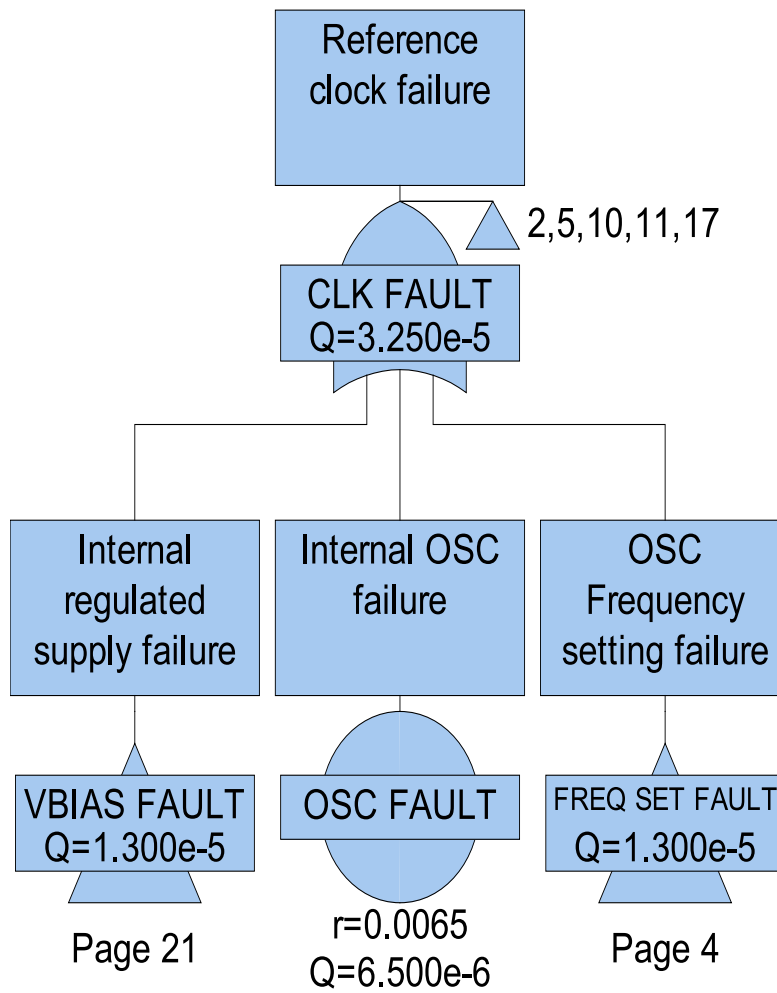 Reference
clock failure
2,5,10,11,17
CLK FAULT
Q=3.250e-5
Internal
regulated
supply failure
Internal OSC
failure
OSC
Frequency
setting failure
VBIAS FAULT
Q=1.300e-5
Page 21
OSC FAULT
r=0.0065
Q=6.500e-6
FREQ SET FAULT
Q=1.300e-5
Page 4